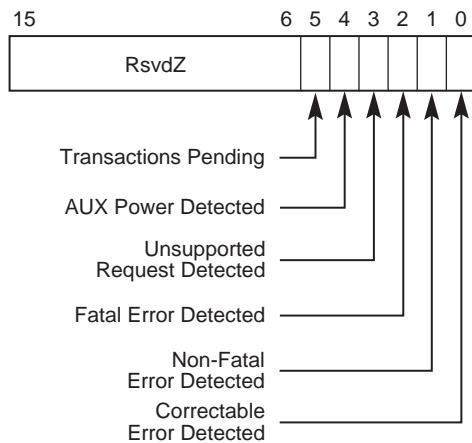 15 6 5 4 3 2 1 0
RsvdZ
Transactions Pending
AUX Power Detected
Unsupported
Request Detected
Fatal Error Detected
Non-Fatal
Error Detected
Correctable
Error Detected